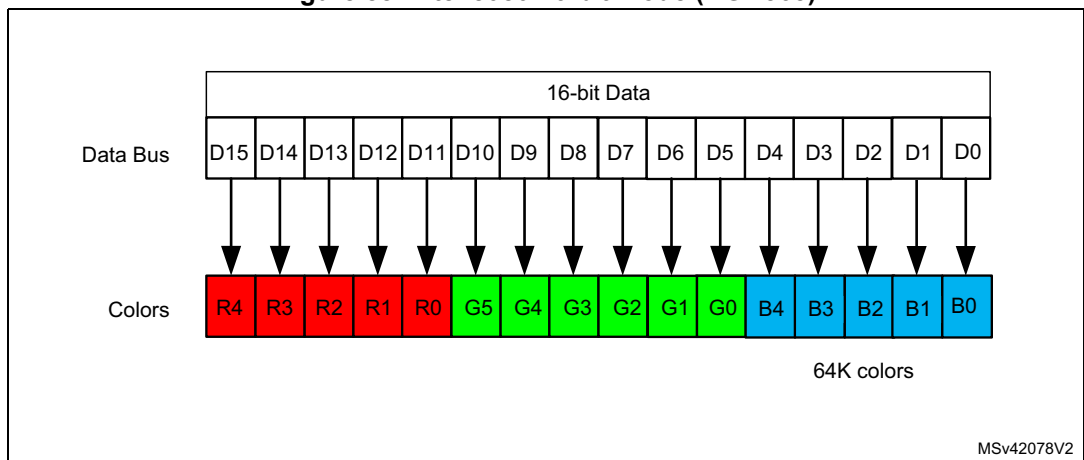 16-bit Data
Data Bus D15 D14 D13 D12 D11 D10 D9 D8 D7 D6 D5 D4 D3 D2 D1 D0
Colors R4 R3 R2 R1 R0 G5 G4 G3 G2 G1 G0 B4 B3 B2 B1 B0
64K colors
MSv42078V2